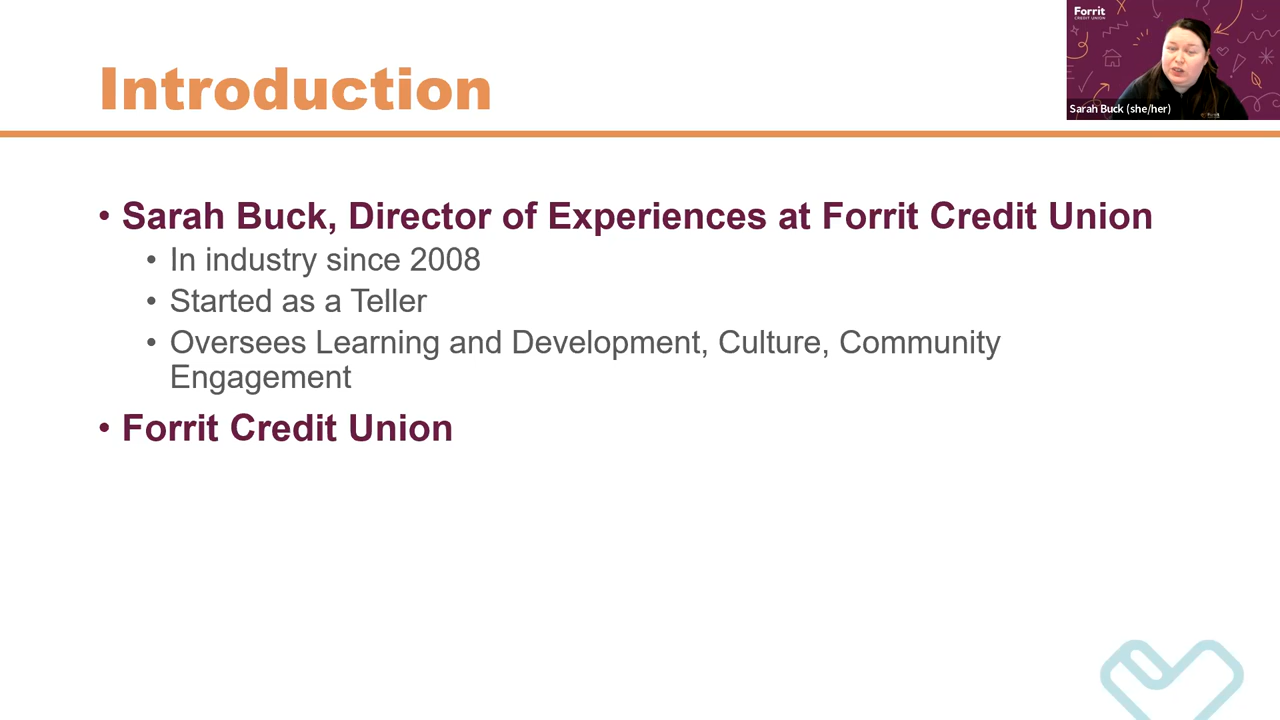 Introduction
Forrit
CREDIT UNION
Sarah Buck (she/her)
• Sarah Buck, Director of Experiences at Forrit Credit Union
• In industry since 2008
• Started as a Teller
• Oversees Learning and Development, Culture, Community
Engagement
• Forrit Credit Union